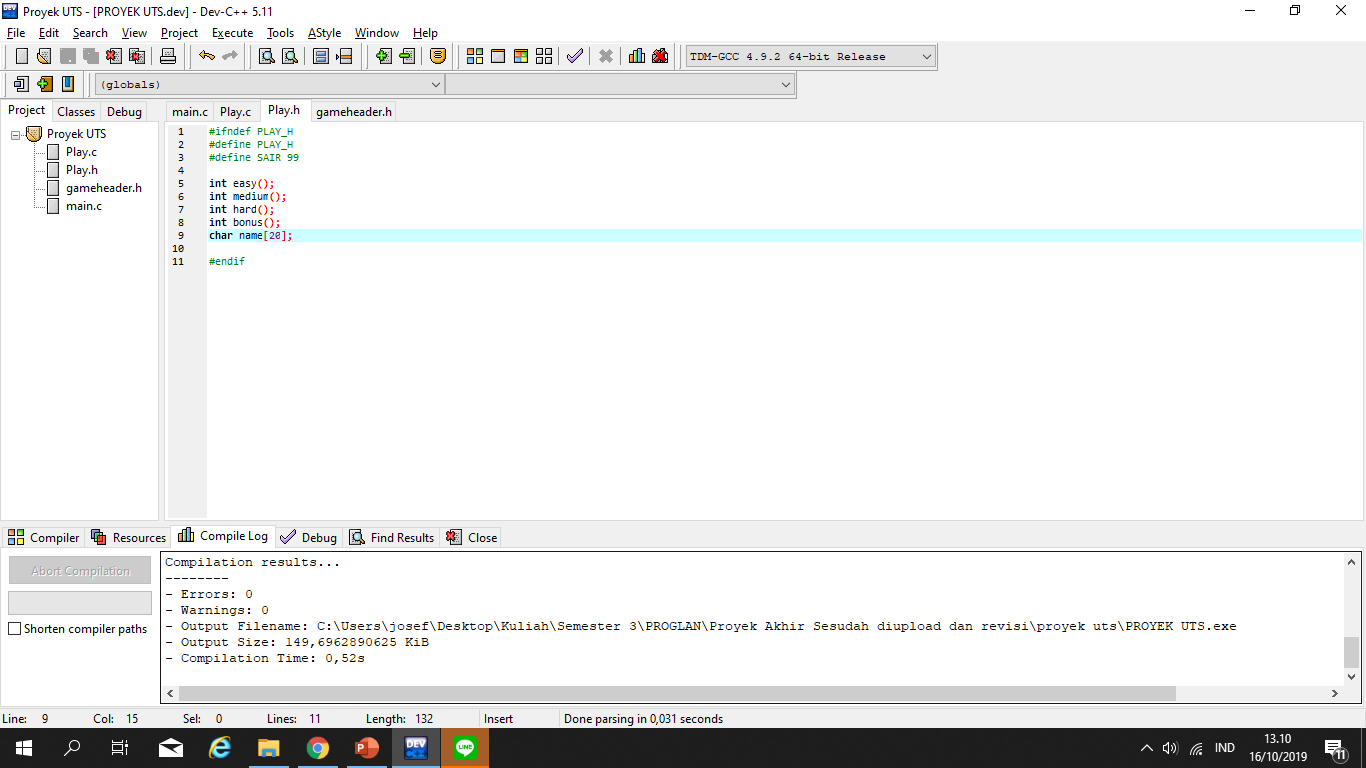 Proyek UTS - [PROYEK UTS.dev] - Dev-C++ 5.11
File Edit Search View Project Execute Tools AStyle Window Help
TDM-GCC 4.9.2 64-bit Release
(globals)
Project Classes Debug main.c Play.c Play.h gameheader.h
Proyek UTS
Play.c
Play.h
gameheader.h
main.c
1 #ifndef PLAY_H
2 #define PLAY_H
3 #define SAIR 99
4
5 int easy();
6 int medium();
7 int hard();
8 int bonus();
9 char name[20];
10
11 #endif
Compiler Resources Compile Log Debug Find Results Close
Abort Compilation
Shorten compiler paths
Compilation results...
--------
- Errors: 0
- Warnings: 0
- Output Filename: C:\Users\josef\Desktop\Kuliah\Semester 3\PROGLAN\Proyek Akhir Sesudah diupload dan revisi\proyek uts\PROYEK UTS.exe
- Output Size: 149,6962890625 KiB
- Compilation Time: 0,52s
Line: 9 Col: 15 Sel: 0 Lines: 11 Length: 132 Insert Done parsing in 0,031 seconds
DEV LINE IND 13.10
16/10/2019 11